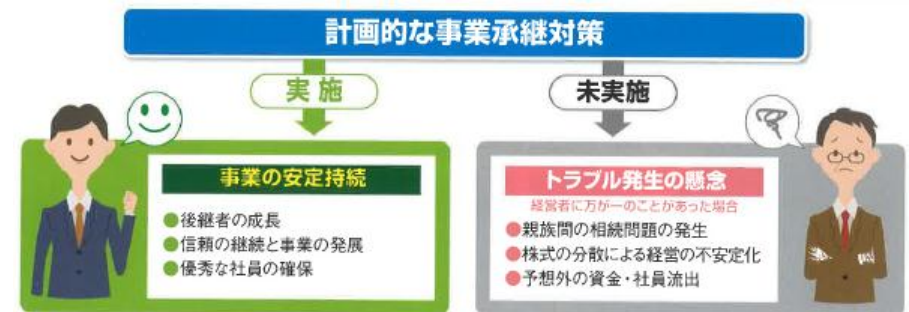 計画的な事業承継対策
実施
未実施
事業の安定持続
●後継者の成長
●信頼の継続と事業の発展
●優秀な社員の確保
トラブル発生の懸念
経営者に万が一のことがあった場合
●親族間の相続問題の発生
●株式の分散による経営の不安定化
●予想外の資金・社員流出